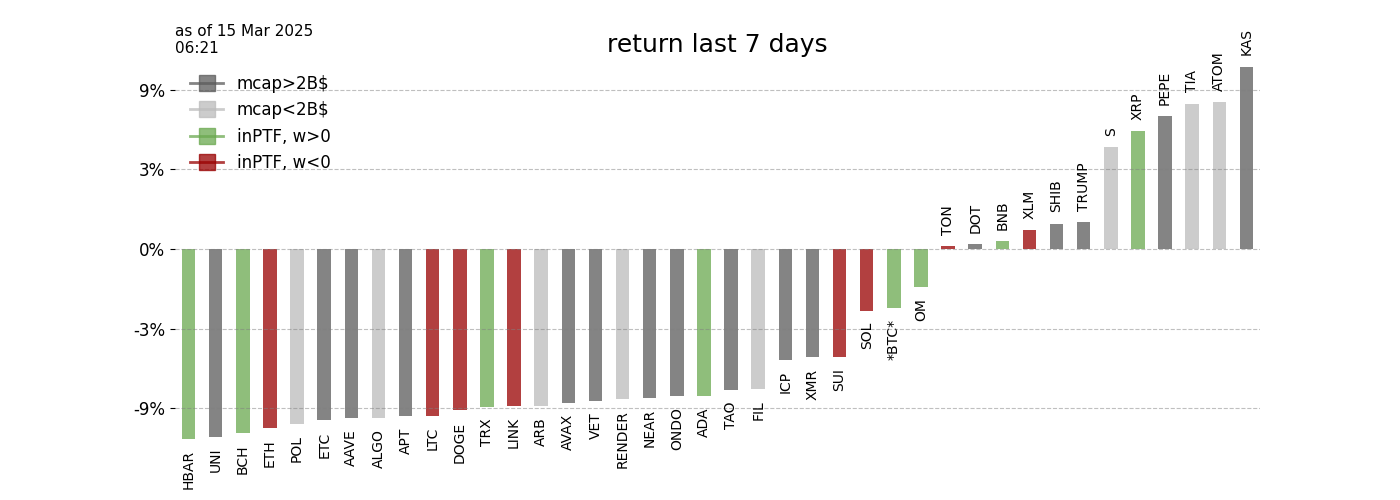 as of 15 Mar 2025
06:21
return last 7 days
mcap>2B$
mcap<2B$
inPTF, w>0
inPTF, w<0
9%
3%
0%
-3%
-9%
HBAR
UNI
BCH
ETH
POL
ETC
AAVE
ALGO
APT
LTC
DOGE
TRX
LINK
ARB
AVAX
VET
RENDER
NEAR
ONDO
ADA
TAO
FIL
ICP
XMR
SUI
SOL
*BTC*
OM
TON
DOT
BNB
XLM
SHIB
TRUMP
S
XRP
PEPE
TIA
ATOM
KAS